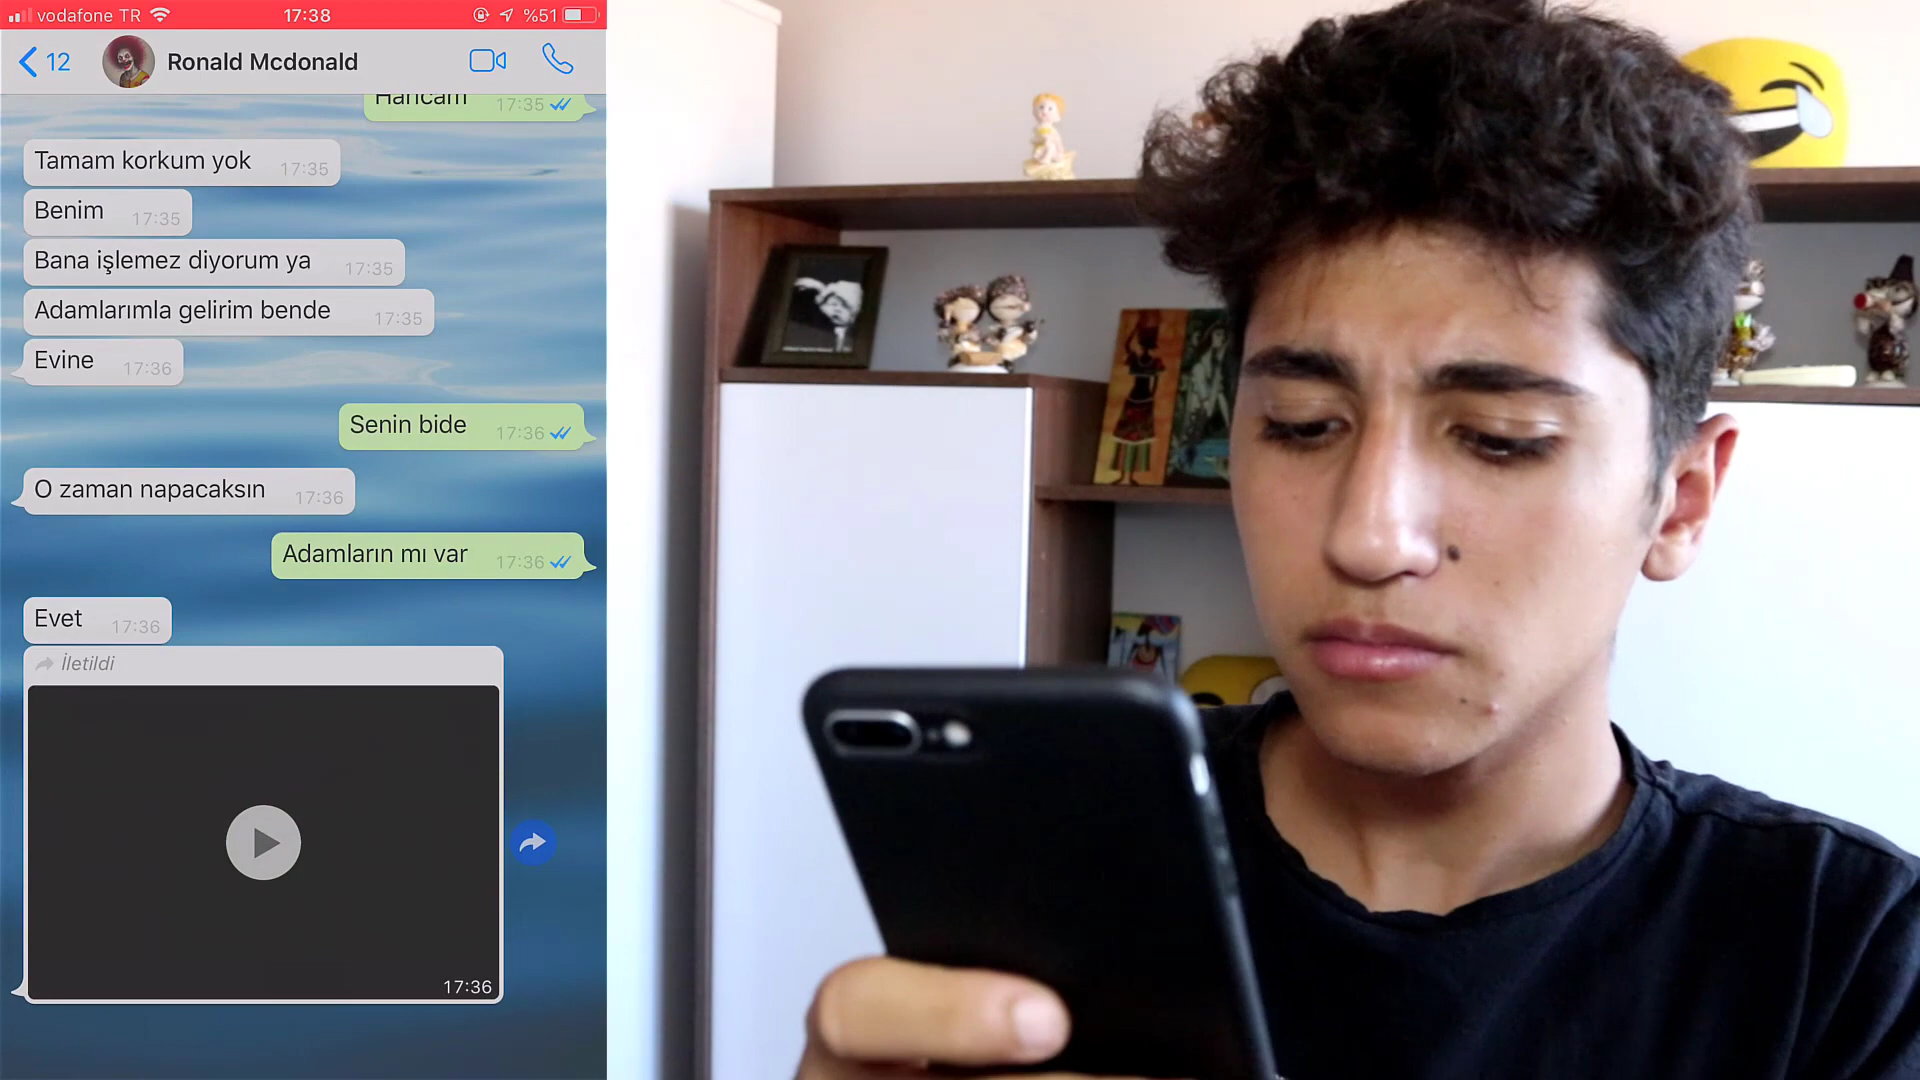 vodafone TR 17:38 %51
12 Ronald Mcdonald
Harıcam 17:35
Tamam korkum yok 17:35
Benim 17:35
Bana işlemez diyorum ya 17:35
Adamlarımla gelirim bende 17:35
Evine 17:36
Senin bide 17:36
O zaman napacaksın 17:36
Adamların mı var 17:36
Evet 17:36
İletildi
17:36